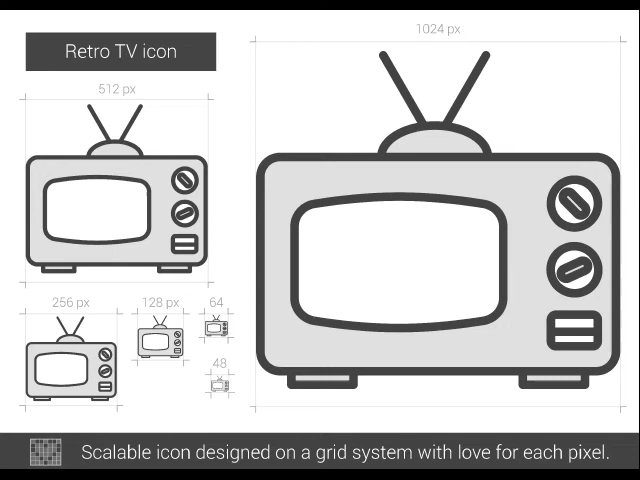 Retro TV icon
1024 px
512 px
256 px
128 px
64
48
Scalable icon designed on a grid system with love for each pixel.